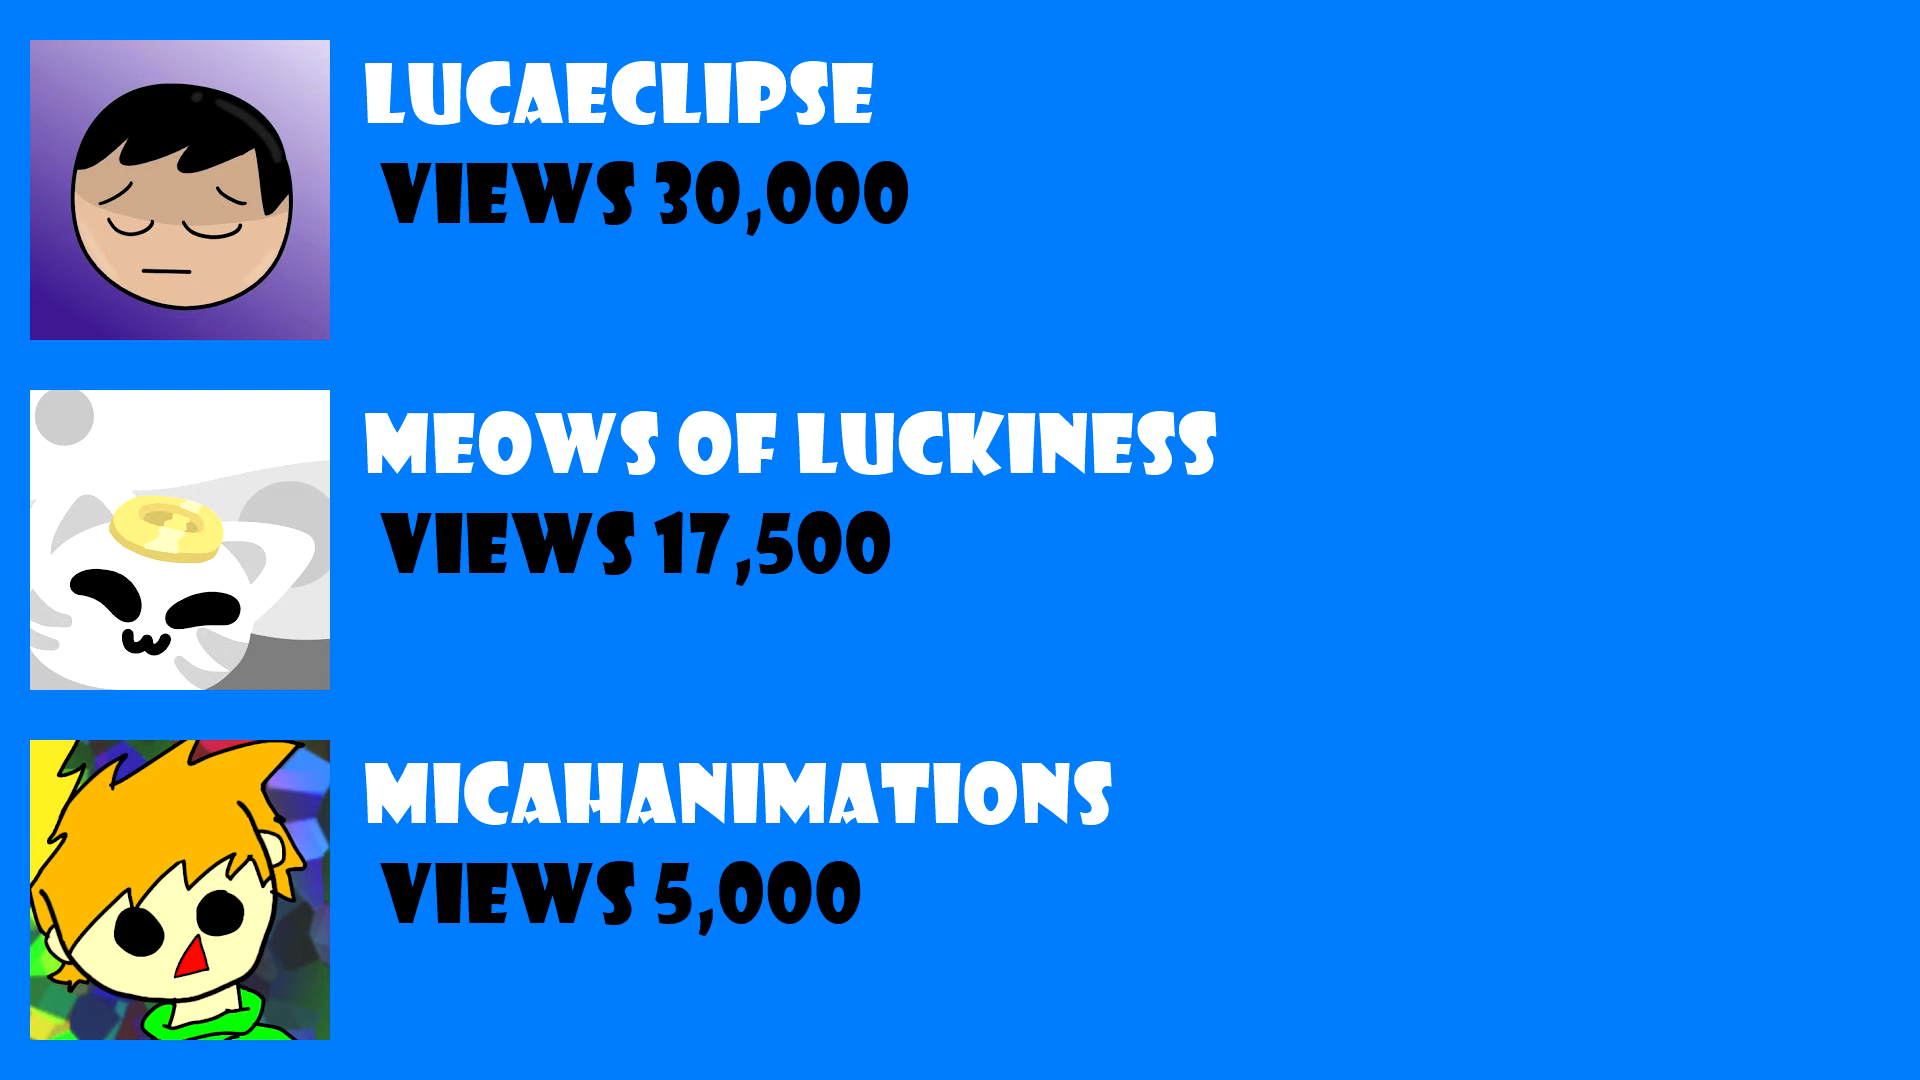 LUCAECLIPSE
VIEWS 30,000
MEOWS OF LUCKINESS
VIEWS 17,500
MICAHANIMATIONS
VIEWS 5,000